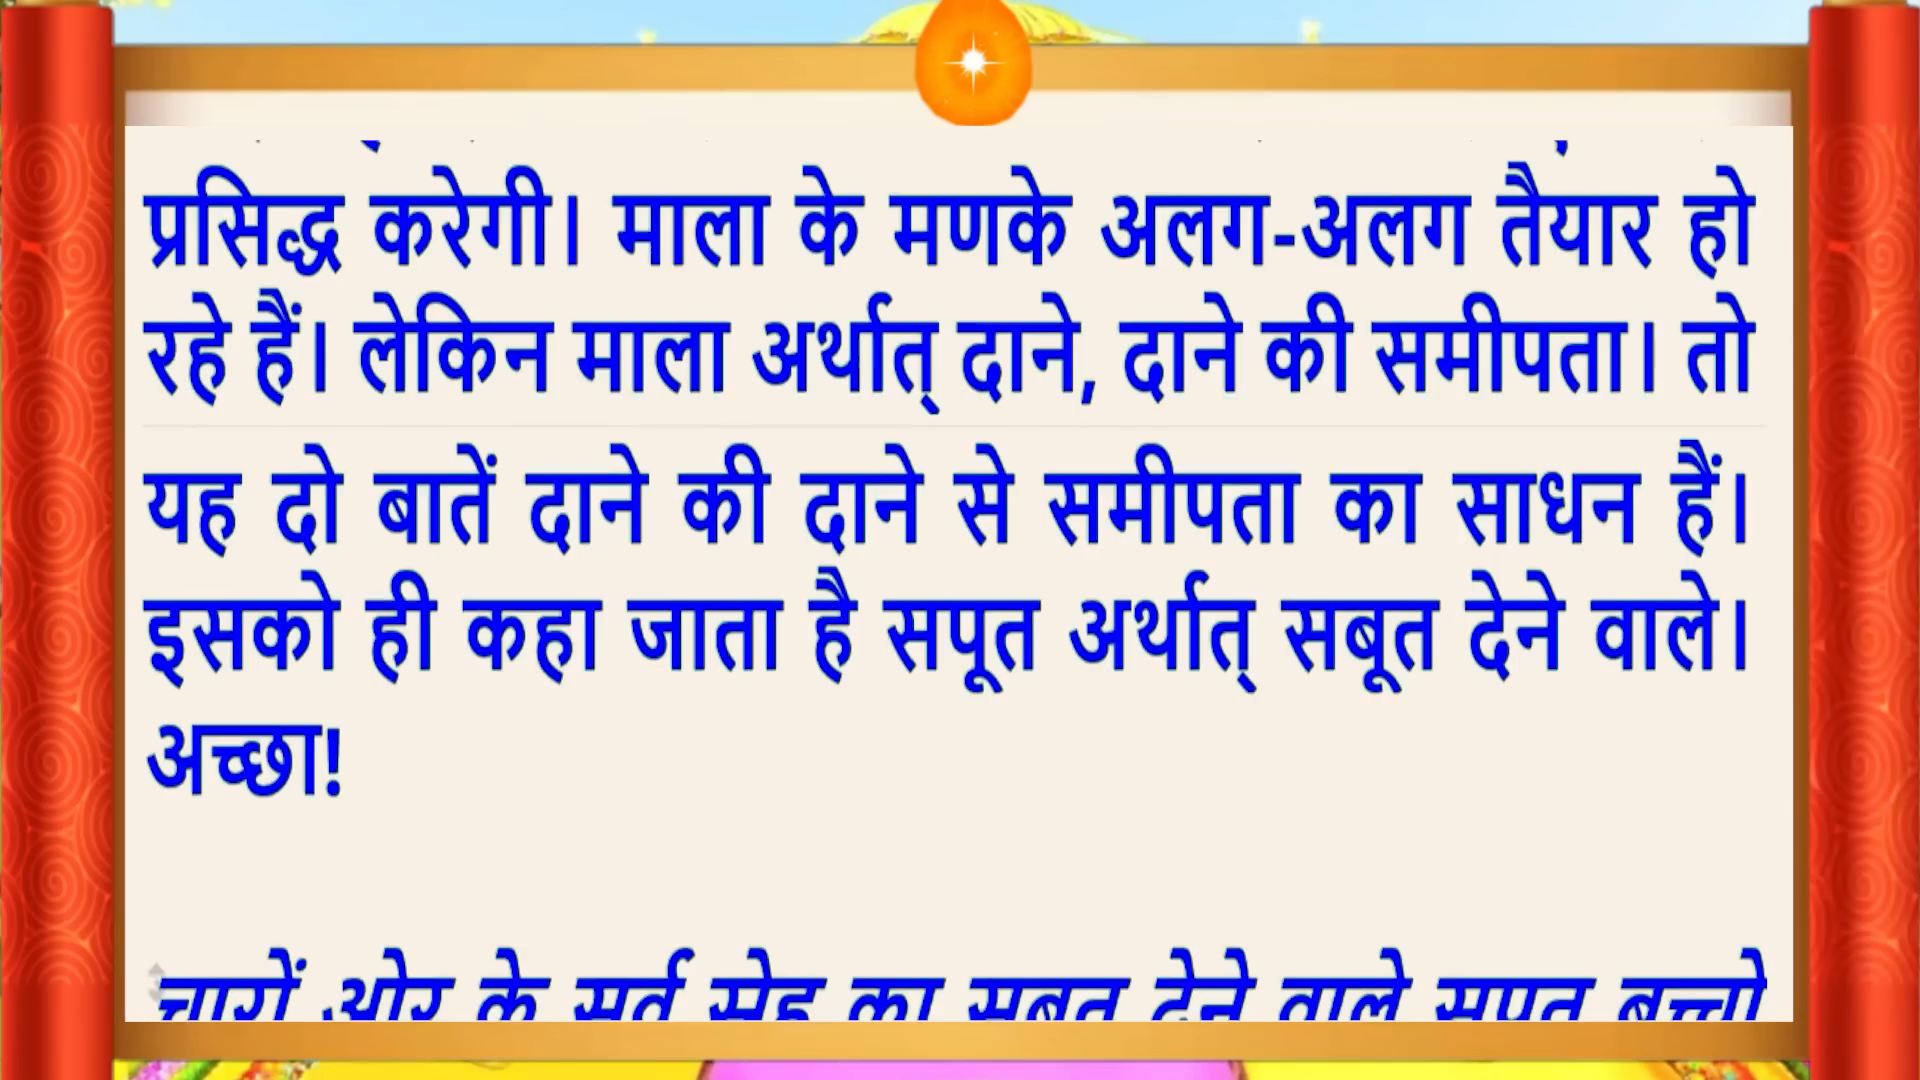 प्रसिद्ध करेगी। माला के मणके अलग-अलग तैयार हो
रहे हैं। लेकिन माला अर्थात् दाने, दाने की समीपता। तो
यह दो बातें दाने की दाने से समीपता का साधन हैं।
इसको ही कहा जाता है सपूत अर्थात् सबूत देने वाले।
अच्छा!
चारों ओर के सर्व स्नेह का सबूत देने वाले सपूत बच्चों